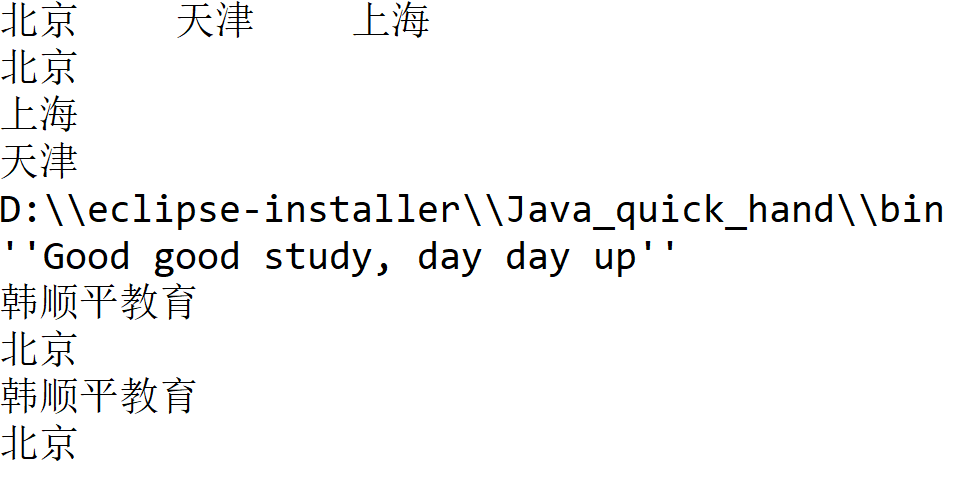 北京	天津	上海
北京
上海
天津
D:\\eclipse-installer\\Java_quick_hand\\bin
''Good good study, day day up''
韩顺平教育
北京
韩顺平教育
北京